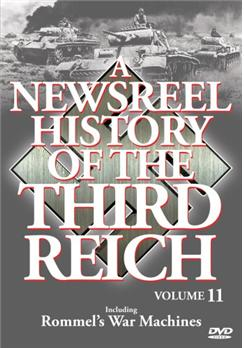 A
NEWSREEL
HISTORY
OF THE
THIRD
REICH
VOLUME 11
Including
Rommel's War Machines
DVD
VIDEO